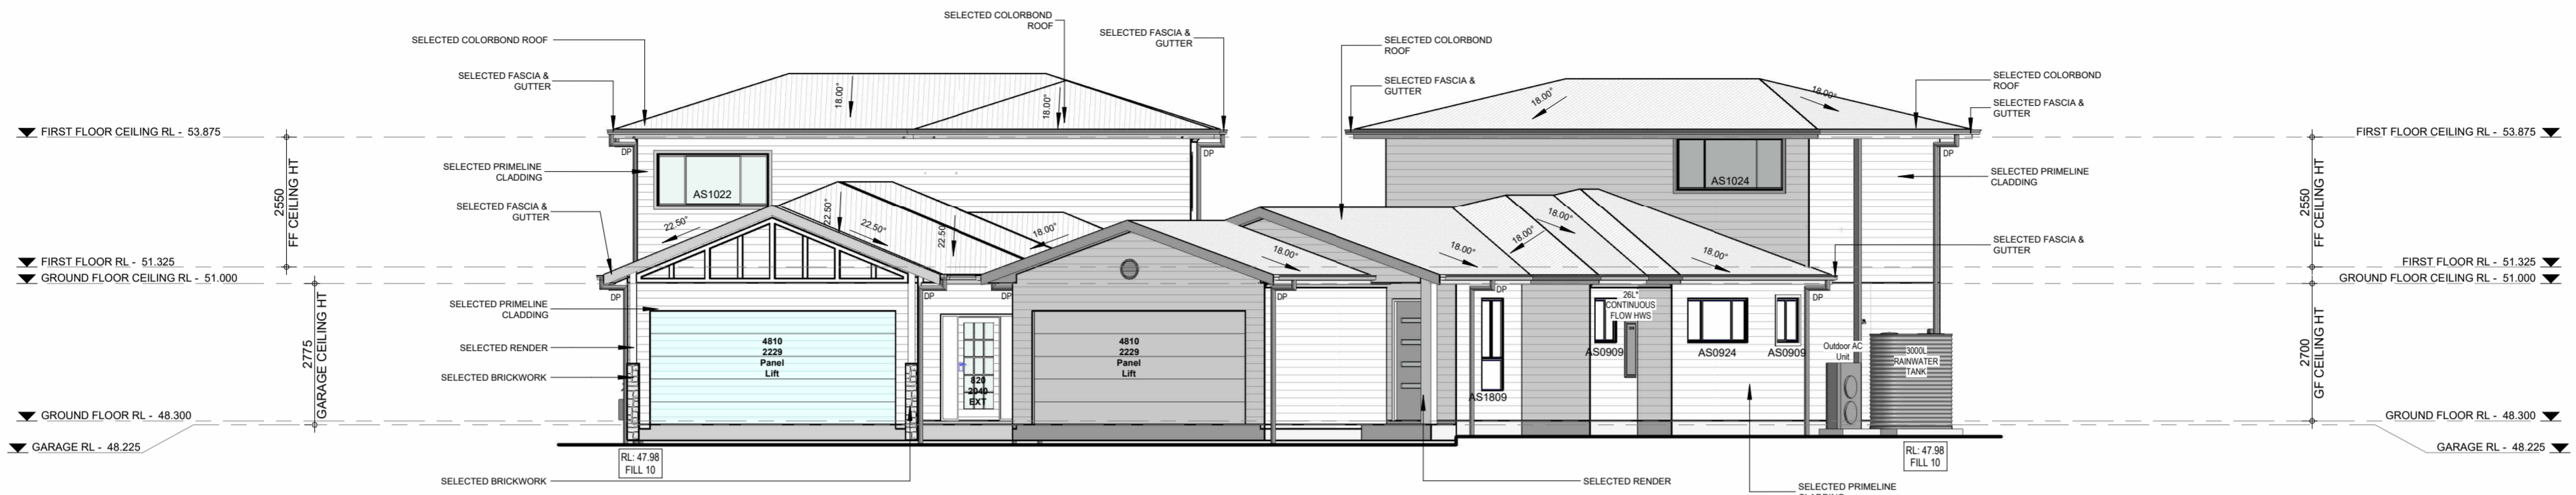 SELECTED COLORBOND
ROOF
SELECTED COLORBOND ROOF
SELECTED FASCIA &
GUTTER
SELECTED COLORBOND
ROOF
SELECTED FASCIA &
GUTTER
SELECTED FASCIA &
GUTTER
SELECTED COLORBOND
ROOF
SELECTED FASCIA &
GUTTER
18.00°
18.00°
18.00°
18.00°
FIRST FLOOR CEILING RL - 53.875
FIRST FLOOR CEILING RL - 53.875
DP
DP
DP
SELECTED PRIMELINE
CLADDING
SELECTED PRIMELINE
CLADDING
AS1022
AS1024
2550
FF CEILING HT
2550
FF CEILING HT
SELECTED FASCIA &
GUTTER
SELECTED FASCIA &
GUTTER
22.50°
22.50°
22.50°
22.50°
18.00°
18.00°
18.00°
18.00°
18.00°
18.00°
FIRST FLOOR RL - 51.325
GROUND FLOOR CEILING RL - 51.000
FIRST FLOOR RL - 51.325
GROUND FLOOR CEILING RL - 51.000
DP
DP
DP
DP
DP
DP
SELECTED PRIMELINE
CLADDING
26L"
CONTINUOUS
FLOW HWS
4810
2229
Panel
Lift
4810
2229
Panel
Lift
SELECTED RENDER
AS0909
AS0924
AS0909
Outdoor AC
Unit
3000L
RAINWATER
TANK
2775
GARAGE CEILING HT
2700
GF CEILING HT
SELECTED BRICKWORK
820
2040
EXT
AS1809
GROUND FLOOR RL - 48.300
GROUND FLOOR RL - 48.300
GARAGE RL - 48.225
GARAGE RL - 48.225
RL: 47.98
FILL 10
RL: 47.98
FILL 10
SELECTED BRICKWORK
SELECTED RENDER
SELECTED PRIMELINE